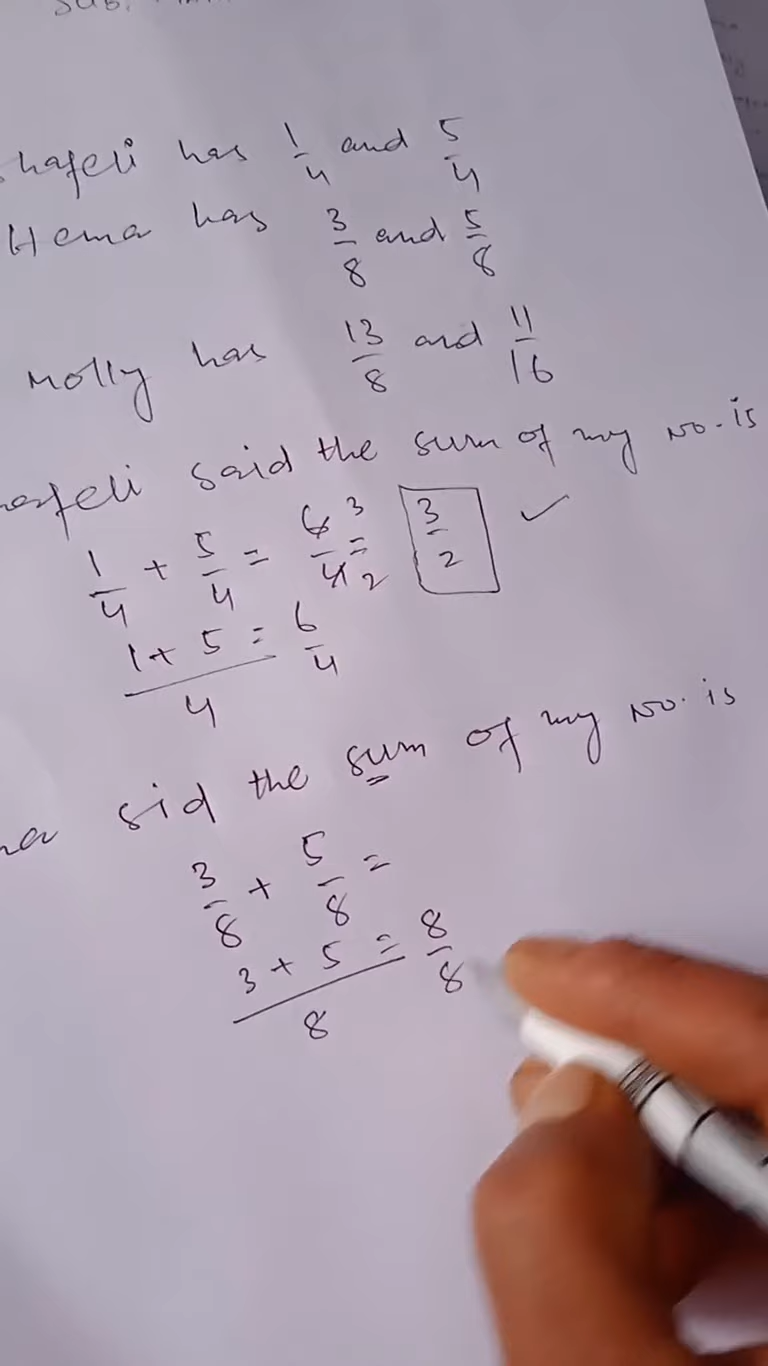 hafeli has 1/4 and 5/4
Hema has 3/8 and 5/8
Molly has 13/8 and 11/16
afeli said the sum of my No. is
1/4 + 5/4 = 6/4 3 2 = 3/2 ✓
1 + 5 / 4 = 6/4
sid the sum of my No. is
3/8 + 5/8 =
3 + 5 / 8 = 8/8